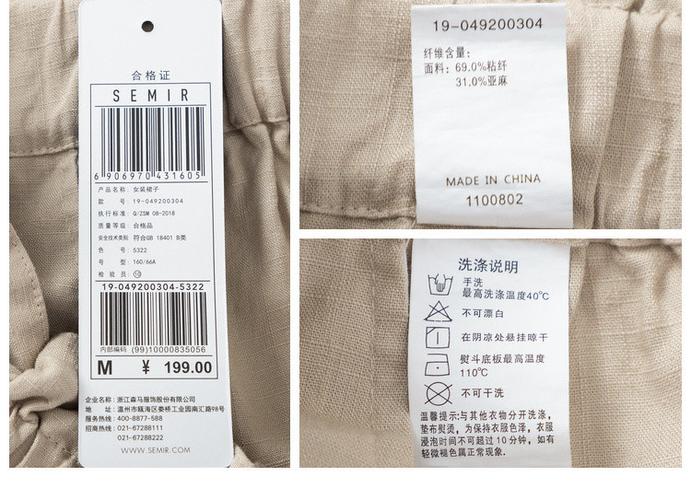 合格证
SEMIR
6 906970 431605
产品名称: 女装裙子
款 号: 19-049200304
执行标准: Q/ZSM 08-2018
质量等级: 合格品
安全技术类别: 符合GB 18401 B类
色 号: 5322
号 型: 160/66A
检 验 员:
19-049200304-5322
内部编码 (99)10000835056
M ¥ 199.00
企业名称: 浙江森马服饰股份有限公司
地 址: 温州市瓯海区娄桥工业园南汇路98号
服务热线: 400-8877-588
招商热线: 021-67288111
021-67288222
WWW.SEMIR.COM
19-049200304
纤维含量:
面料: 69.0%粘纤
31.0%亚麻
MADE IN CHINA
1100802
洗涤说明
手洗
最高洗涤温度40℃
不可漂白
在阴凉处悬挂晾干
熨斗底板最高温度
110℃
不可干洗
温馨提示:与其他衣物分开洗涤,
垫布熨烫,为保持衣服色泽,衣服
浸泡时间不可超过10分钟,如有
轻微褪色属正常现象.